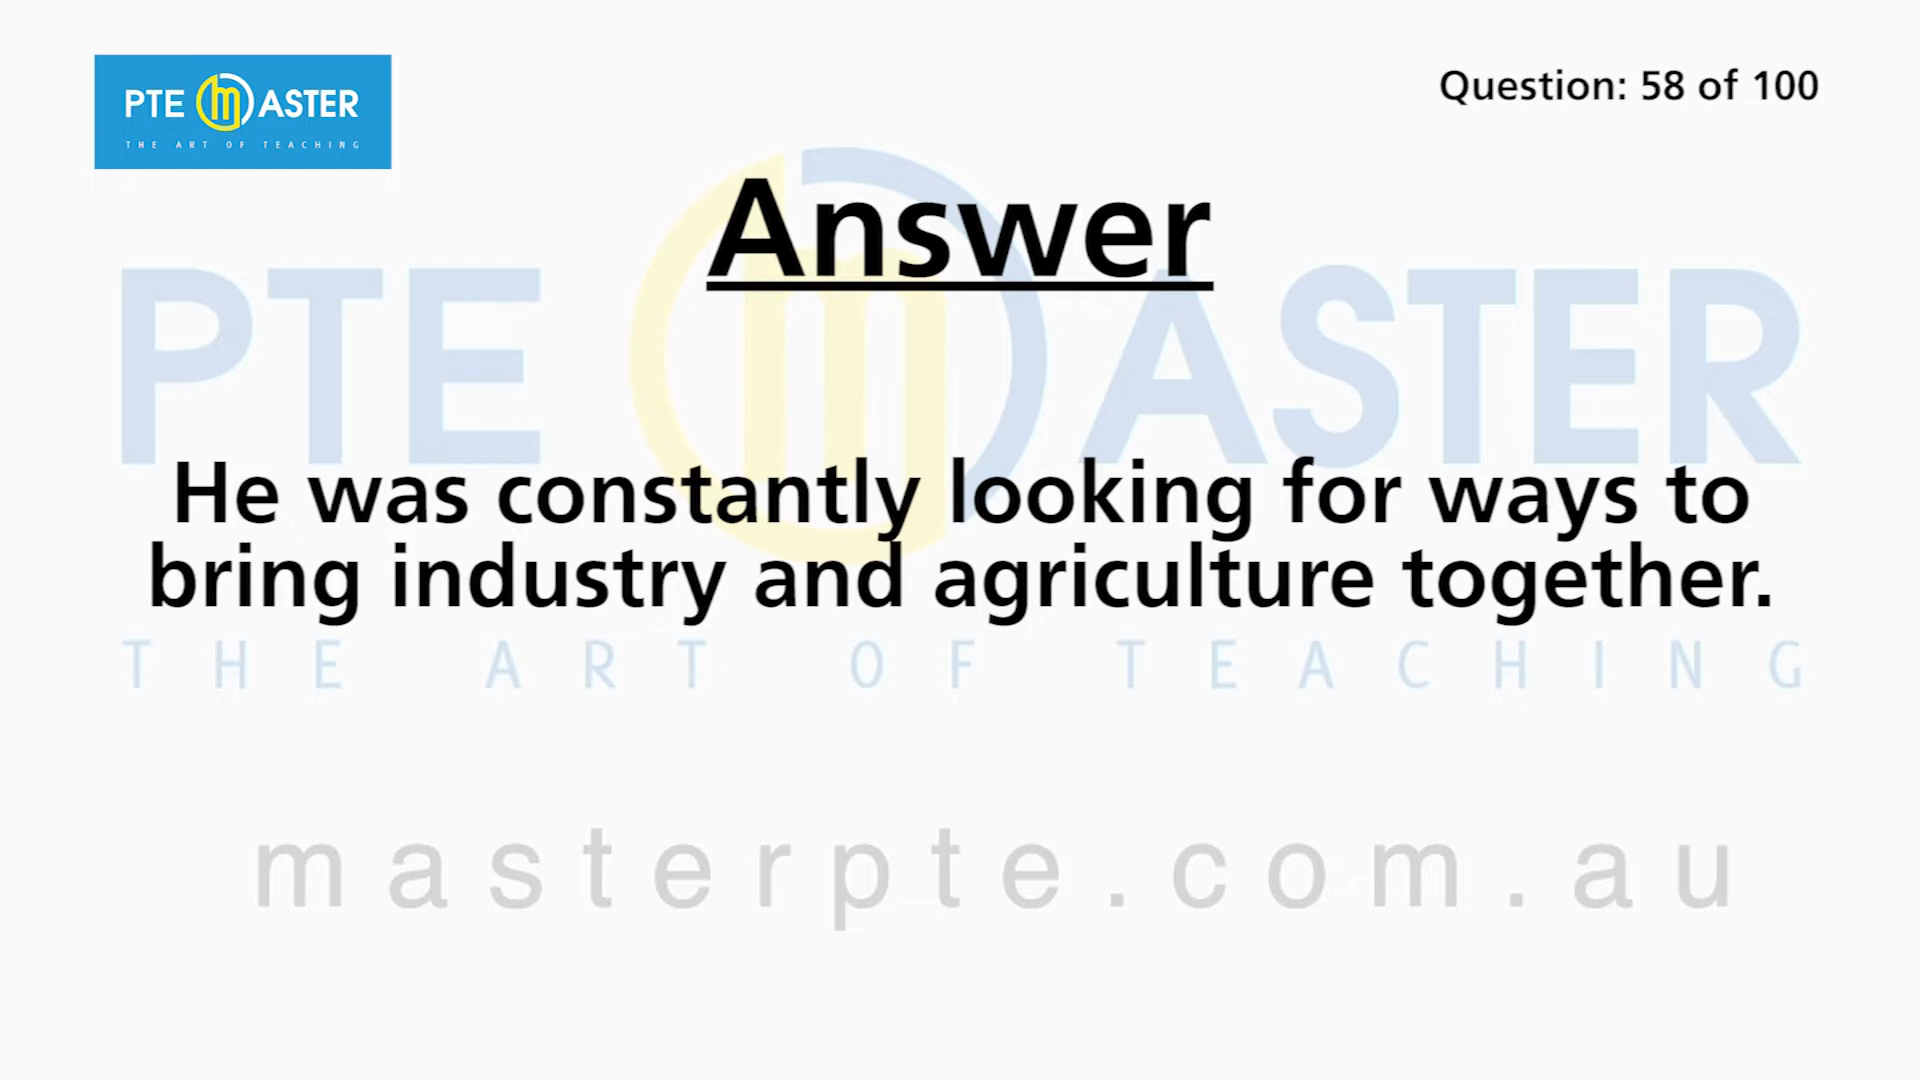 PTE MASTER
THE ART OF TEACHING
Question: 58 of 100
Answer
PTE MASTER
He was constantly looking for ways to
bring industry and agriculture together.
THE ART OF TEACHING
masterpte.com.au